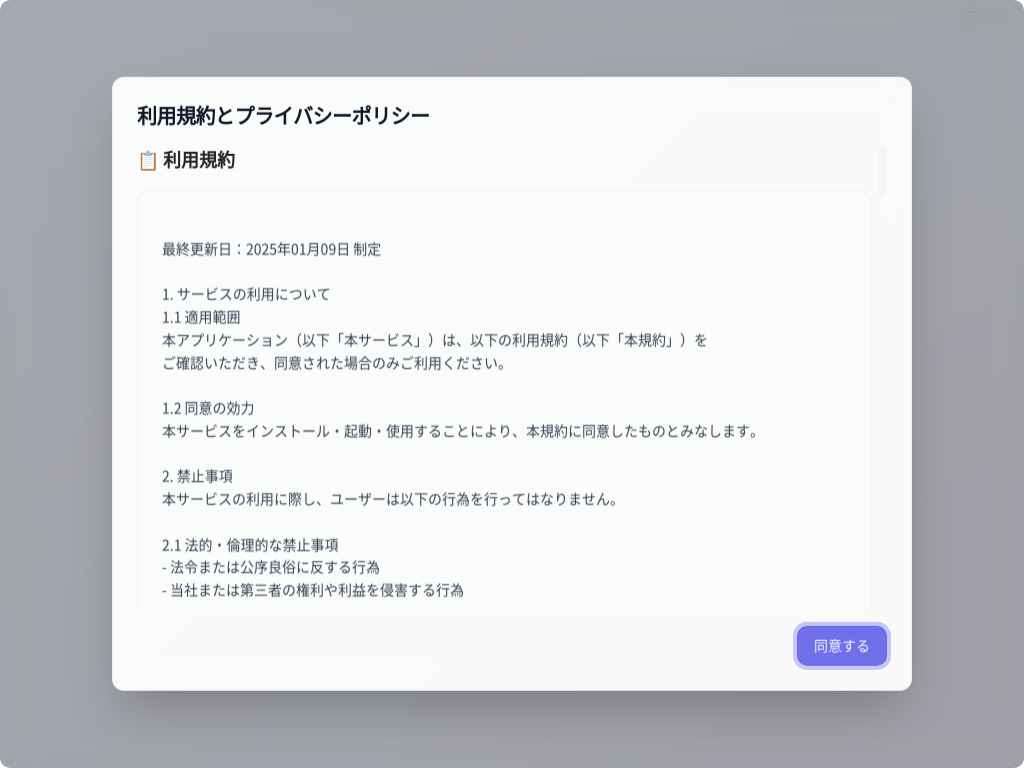 利用規約とプライバシーポリシー
📋 利用規約
最終更新日：2025年01月09日 制定
1. サービスの利用について
1.1 適用範囲
本アプリケーション（以下「本サービス」）は、以下の利用規約（以下「本規約」）を
ご確認いただき、同意された場合のみご利用ください。
1.2 同意の効力
本サービスをインストール・起動・使用することにより、本規約に同意したものとみなします。
2. 禁止事項
本サービスの利用に際し、ユーザーは以下の行為を行ってはなりません。
2.1 法的・倫理的な禁止事項
- 法令または公序良俗に反する行為
- 当社または第三者の権利や利益を侵害する行為
同意する